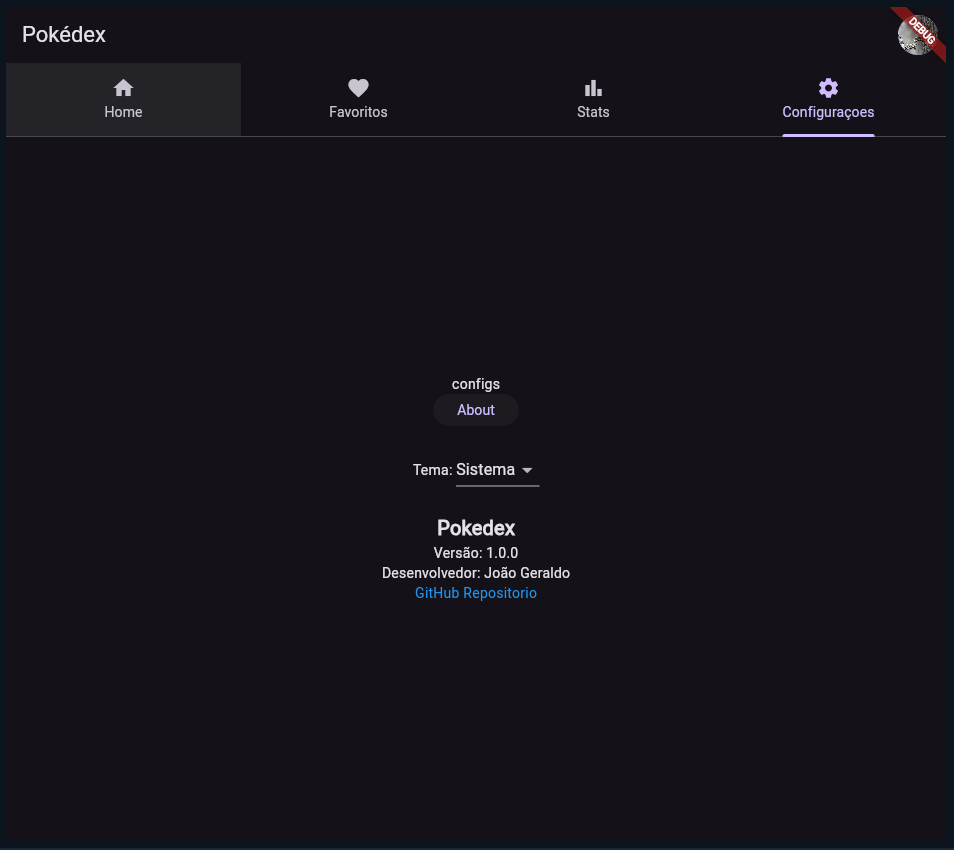 Pokédex
DEBUG
Home
Favoritos
Stats
Configuraçoes
configs
About
Tema: Sistema
Pokedex
Versão: 1.0.0
Desenvolvedor: João Geraldo
GitHub Repositorio